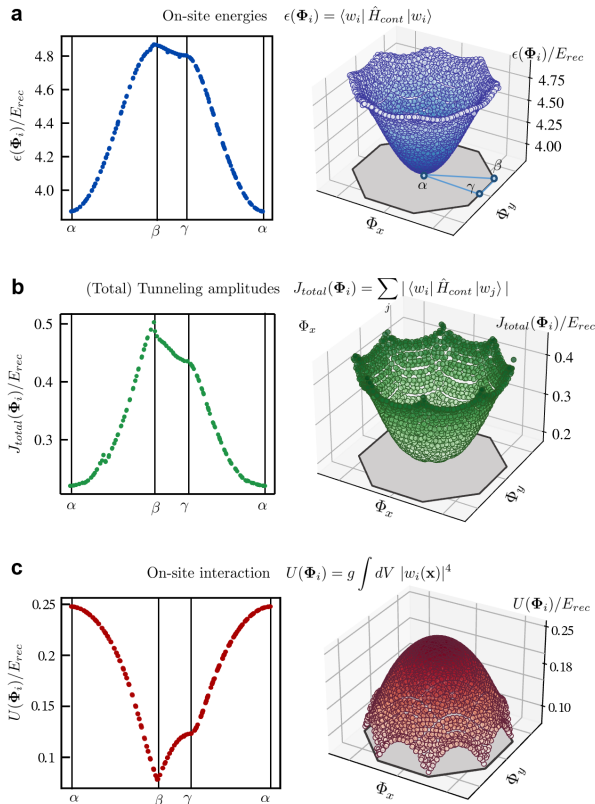 a
On-site energies ϵ(Φᵢ) = ⟨wᵢ| Ĥ_cont |wᵢ⟩
ϵ(Φᵢ)/E_rec
4.8
4.6
4.4
4.2
4.0
α β γ α
ϵ(Φᵢ)/E_rec
4.75
4.50
4.25
4.00
α
β
γ
Φ_x
Φ_y
b
(Total) Tunneling amplitudes J_total(Φᵢ) = ∑_j | ⟨wᵢ| Ĥ_cont |w_j⟩ |
J_total(Φᵢ)/E_rec
0.5
0.4
0.3
α β γ α
Φ_x
J_total(Φᵢ)/E_rec
0.4
0.3
0.2
Φ_x
Φ_y
c
On-site interaction U(Φᵢ) = g ∫ dV |wᵢ(x)|⁴
U(Φᵢ)/E_rec
0.25
0.2
0.15
0.1
α β γ α
U(Φᵢ)/E_rec
0.25
0.18
0.10
Φ_x
Φ_y